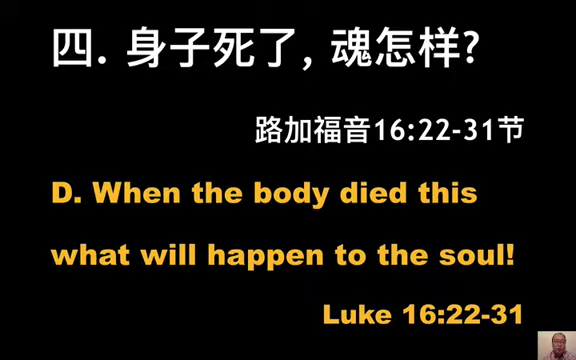 四. 身子死了, 魂怎样?
路加福音16:22-31节
D. When the body died this
what will happen to the soul!
Luke 16:22-31